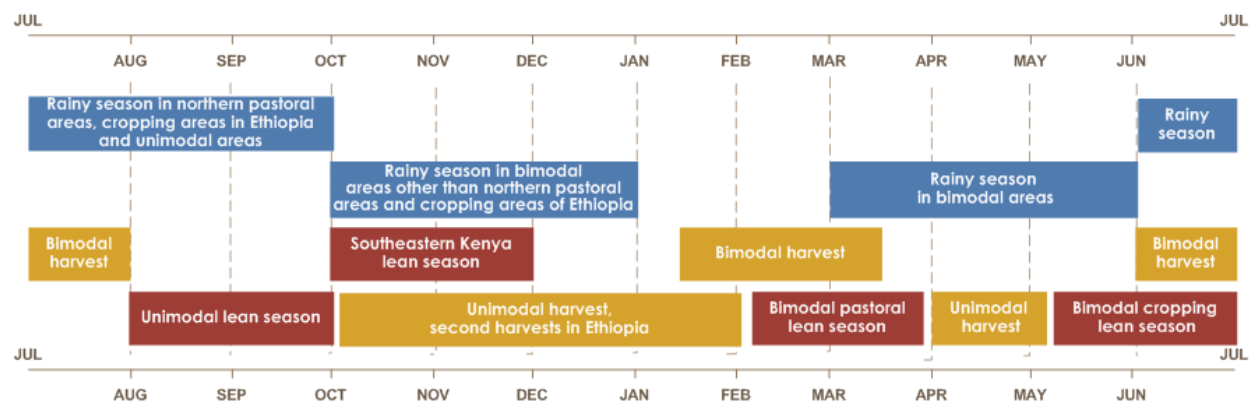 JUL JUL
AUG SEP OCT NOV DEC JAN FEB MAR APR MAY JUN
Rainy season in northern pastoral
areas, cropping areas in Ethiopia
and unimodal areas
Rainy
season
Rainy season in bimodal
areas other than northern pastoral
areas and cropping areas of Ethiopia
Rainy season
in bimodal areas
Bimodal
harvest
Southeastern Kenya
lean season
Bimodal harvest
Bimodal
harvest
Unimodal lean season
Unimodal harvest,
second harvests in Ethiopia
Bimodal pastoral
lean season
Unimodal
harvest
Bimodal cropping
lean season
JUL JUL
AUG SEP OCT NOV DEC JAN FEB MAR APR MAY JUN